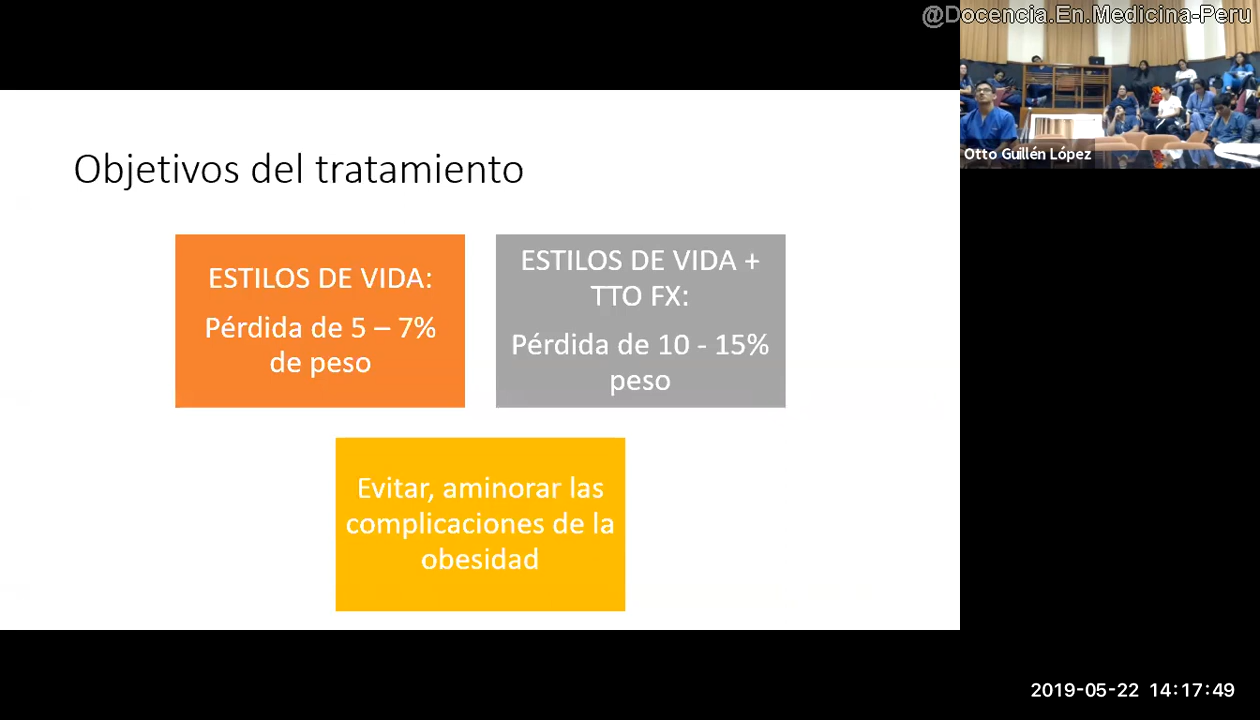 @Docencia.En.Medicina-Peru
Otto Guillén López
Objetivos del tratamiento
ESTILOS DE VIDA:
Pérdida de 5 – 7%
de peso
ESTILOS DE VIDA +
TTO FX:
Pérdida de 10 - 15%
peso
Evitar, aminorar las
complicaciones de la
obesidad
2019-05-22 14:17:49